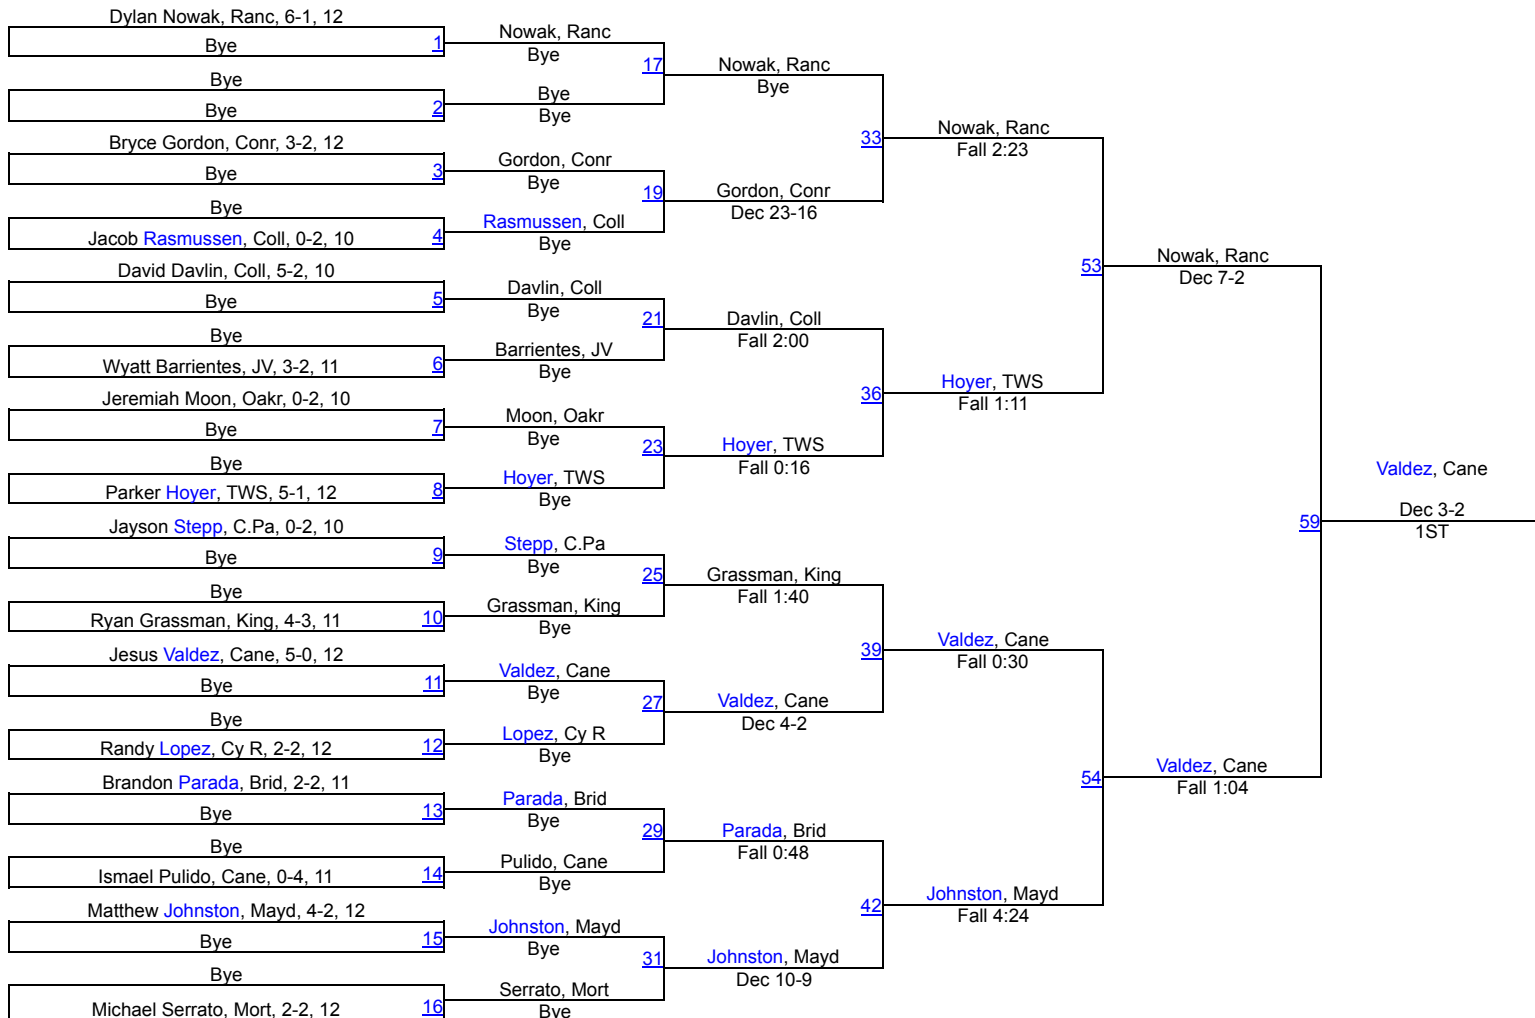 Dylan Nowak, Ranc, 6-1, 12
Bye
1
Bye
Bye
2
Bryce Gordon, Conr, 3-2, 12
Bye
3
Bye
Jacob Rasmussen, Coll, 0-2, 10
4
David Davlin, Coll, 5-2, 10
Bye
5
Bye
Wyatt Barrientes, JV, 3-2, 11
6
Jeremiah Moon, Oakr, 0-2, 10
Bye
7
Bye
Parker Hoyer, TWS, 5-1, 12
8
Jayson Stepp, C.Pa, 0-2, 10
Bye
9
Bye
Ryan Grassman, King, 4-3, 11
10
Jesus Valdez, Cane, 5-0, 12
Bye
11
Bye
Randy Lopez, Cy R, 2-2, 12
12
Brandon Parada, Brid, 2-2, 11
Bye
13
Bye
Ismael Pulido, Cane, 0-4, 11
14
Matthew Johnston, Mayd, 4-2, 12
Bye
15
Bye
Michael Serrato, Mort, 2-2, 12
16
Nowak, Ranc
Bye
17
Bye
Bye
Gordon, Conr
Bye
19
Rasmussen, Coll
Bye
Davlin, Coll
Bye
21
Barrientes, JV
Bye
Moon, Oakr
Bye
23
Hoyer, TWS
Bye
Stepp, C.Pa
Bye
25
Grassman, King
Bye
Valdez, Cane
Bye
27
Lopez, Cy R
Bye
Parada, Brid
Bye
29
Pulido, Cane
Bye
Johnston, Mayd
Bye
31
Serrato, Mort
Bye
Nowak, Ranc
Bye
33
Gordon, Conr
Dec 23-16
Davlin, Coll
Fall 2:00
36
Hoyer, TWS
Fall 0:16
Grassman, King
Fall 1:40
39
Valdez, Cane
Dec 4-2
Parada, Brid
Fall 0:48
42
Johnston, Mayd
Dec 10-9
Nowak, Ranc
Fall 2:23
53
Hoyer, TWS
Fall 1:11
Valdez, Cane
Fall 0:30
54
Johnston, Mayd
Fall 4:24
Nowak, Ranc
Dec 7-2
59
Valdez, Cane
Fall 1:04
Valdez, Cane
Dec 3-2
1ST